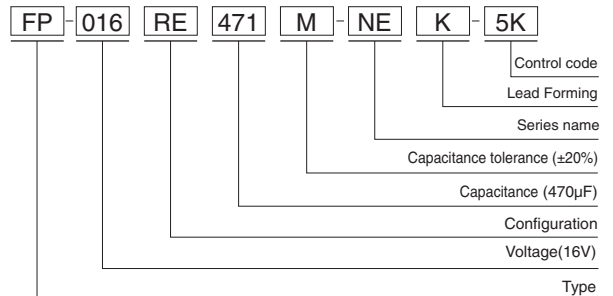 FP-016 RE 471 M-NE K-5K
Control code
Lead Forming
Series name
Capacitance tolerance (±20%)
Capacitance (470µF)
Configuration
Voltage(16V)
Type